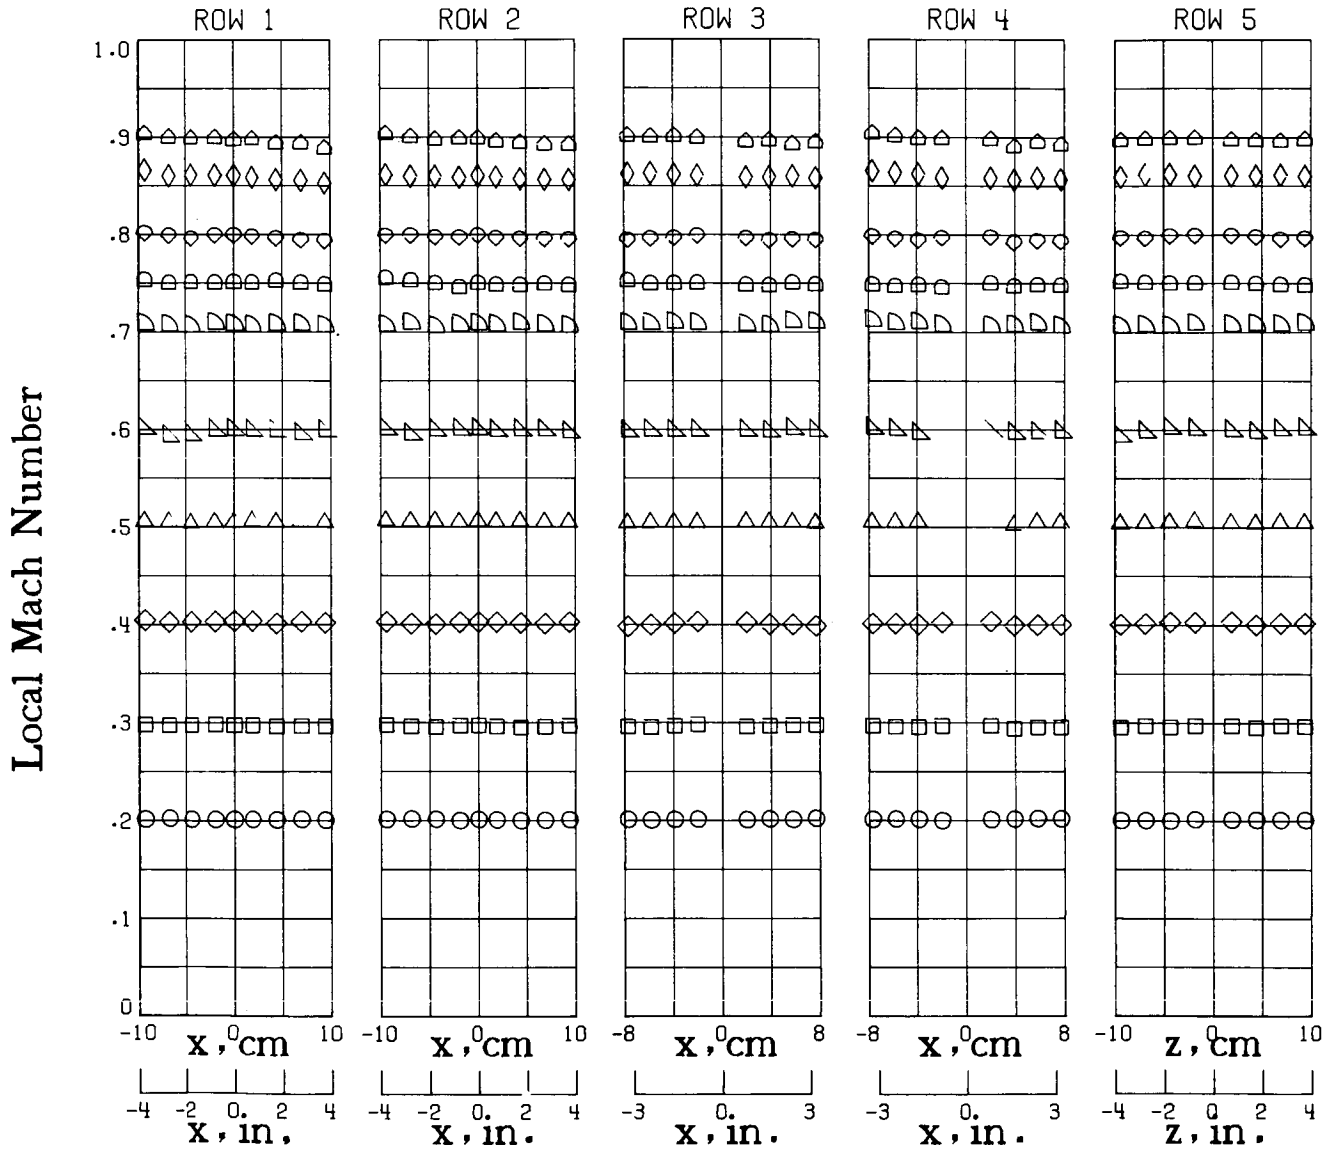 ROW 1 ROW 2 ROW 3 ROW 4 ROW 5
1.0
.9
.8
.7
.6
.5
.4
.3
.2
.1
0
Local Mach Number
-10 0 10 -10 0 10 -8 0 8 -8 0 8 -10 0 10
x, cm x, cm x, cm x, cm z, cm
-4 -2 0. 2 4 -4 -2 0. 2 4 -3 0. 3 -3 0. 3 -4 -2 0. 2 4
x, in. x, in. x, in. x, in. z, in.